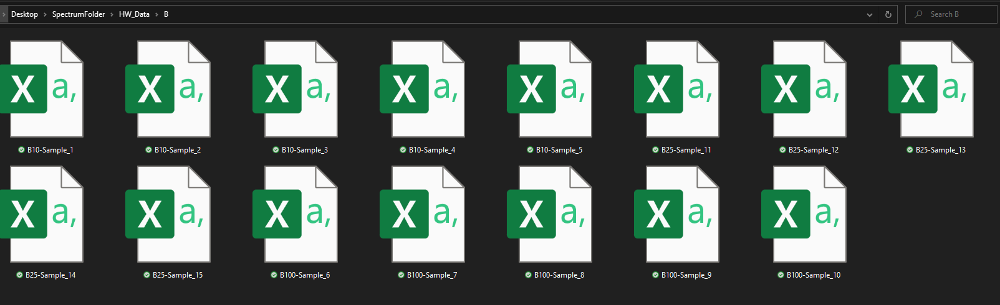 Desktop > SpectrumFolder > HW_Data > B
Search B
X a, X a, X a, X a, X a, X a, X a, X a,
B10-Sample_1 B10-Sample_2 B10-Sample_3 B10-Sample_4 B10-Sample_5 B25-Sample_11 B25-Sample_12 B25-Sample_13
X a, X a, X a, X a, X a, X a, X a,
B25-Sample_14 B25-Sample_15 B100-Sample_6 B100-Sample_7 B100-Sample_8 B100-Sample_9 B100-Sample_10